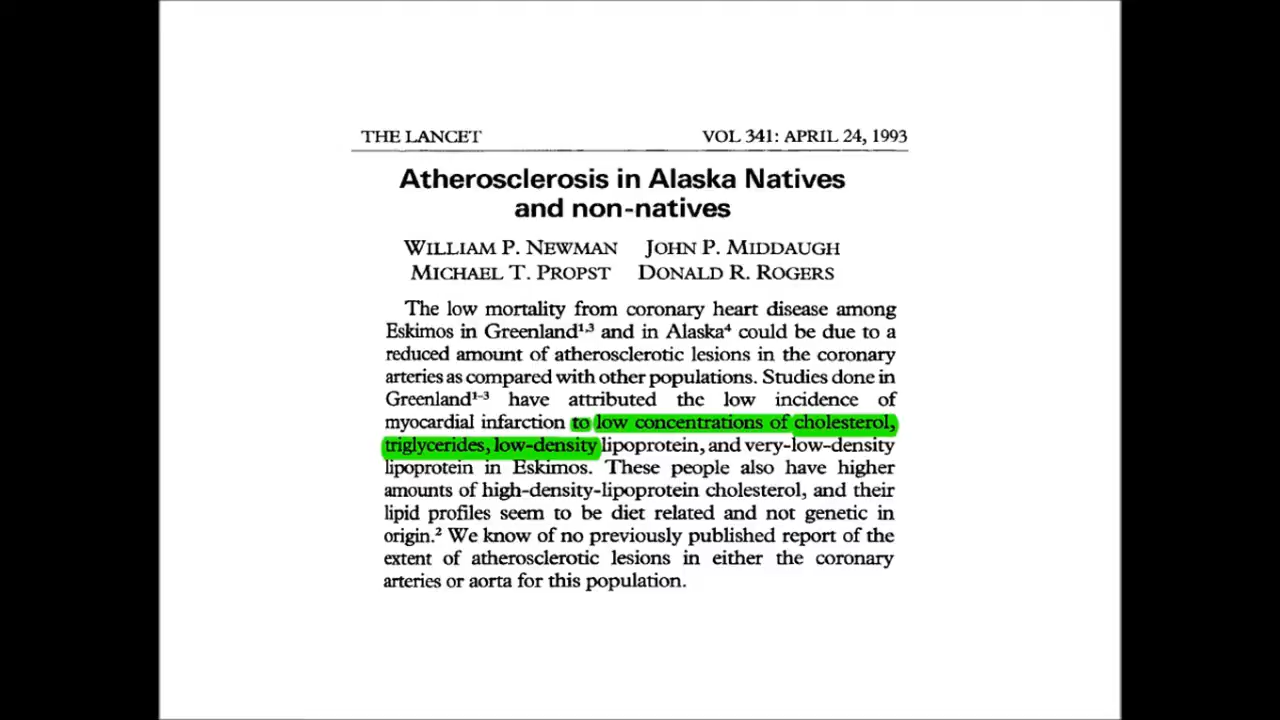 THE LANCET VOL 341: APRIL 24, 1993
Atherosclerosis in Alaska Natives
and non-natives
WILLIAM P. NEWMAN JOHN P. MIDDAUGH
MICHAEL T. PROPST DONALD R. ROGERS
The low mortality from coronary heart disease among
Eskimos in Greenland¹,³ and in Alaska⁴ could be due to a
reduced amount of atherosclerotic lesions in the coronary
arteries as compared with other populations. Studies done in
Greenland¹⁻³ have attributed the low incidence of
myocardial infarction to low concentrations of cholesterol,
triglycerides, low-density lipoprotein, and very-low-density
lipoprotein in Eskimos. These people also have higher
amounts of high-density-lipoprotein cholesterol, and their
lipid profiles seem to be diet related and not genetic in
origin.² We know of no previously published report of the
extent of atherosclerotic lesions in either the coronary
arteries or aorta for this population.